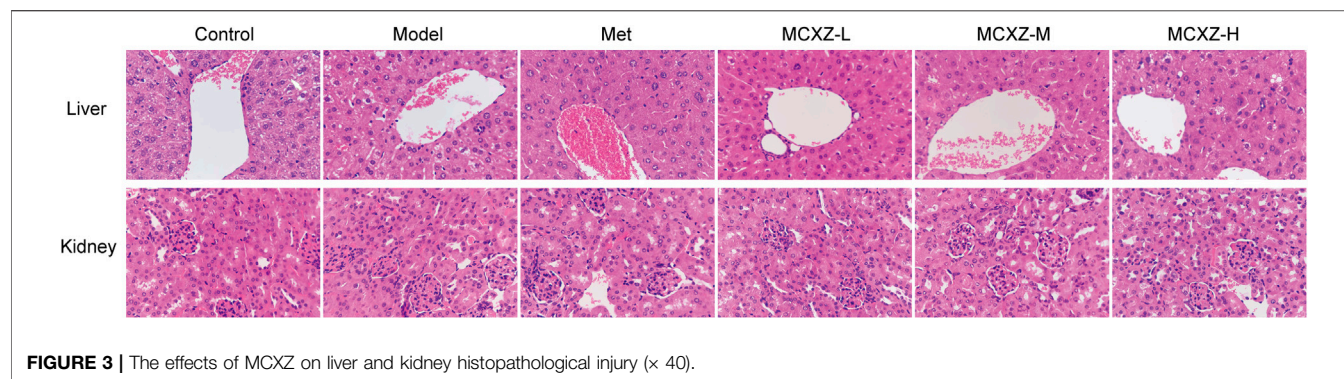 Control Model Met MCXZ-L MCXZ-M MCXZ-H
Liver
Kidney
FIGURE 3 | The effects of MCXZ on liver and kidney histopathological injury (× 40).